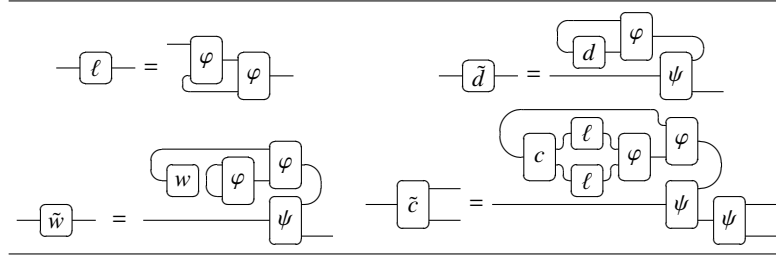 ℓ = φ φ
d̃ = d φ ψ
w̃ = w φ φ ψ
c̃ = c ℓ ℓ φ φ ψ ψ